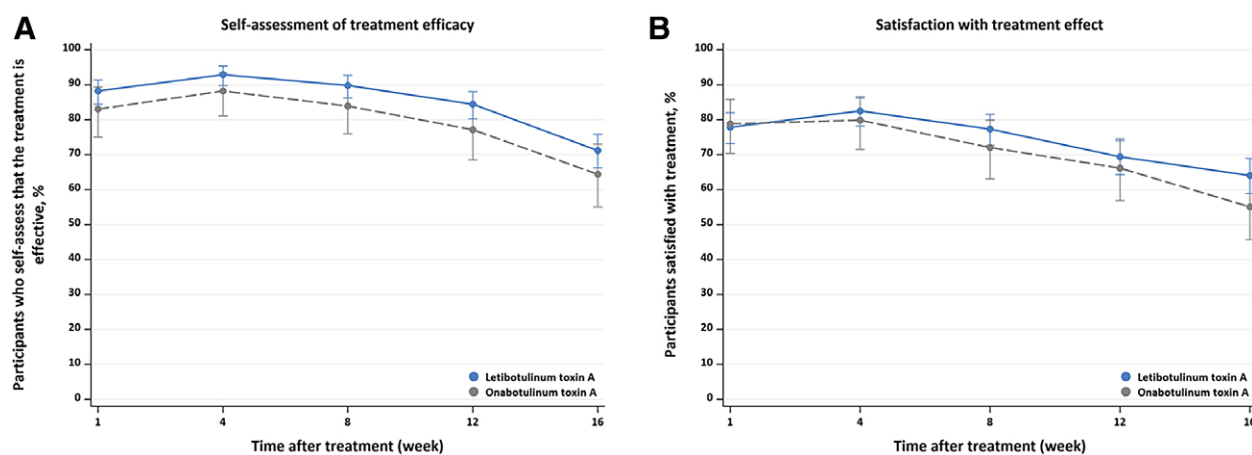 A
Self-assessment of treatment efficacy
Participants who self-assess that the treatment is
effective, %
100
90
80
70
60
50
40
30
20
10
0
1 4 8 12 16
Time after treatment (week)
Letibotulinum toxin A
Onabotulinum toxin A
B
Satisfaction with treatment effect
Participants satisfied with treatment, %
100
90
80
70
60
50
40
30
20
10
0
1 4 8 12 16
Time after treatment (week)
Letibotulinum toxin A
Onabotulinum toxin A